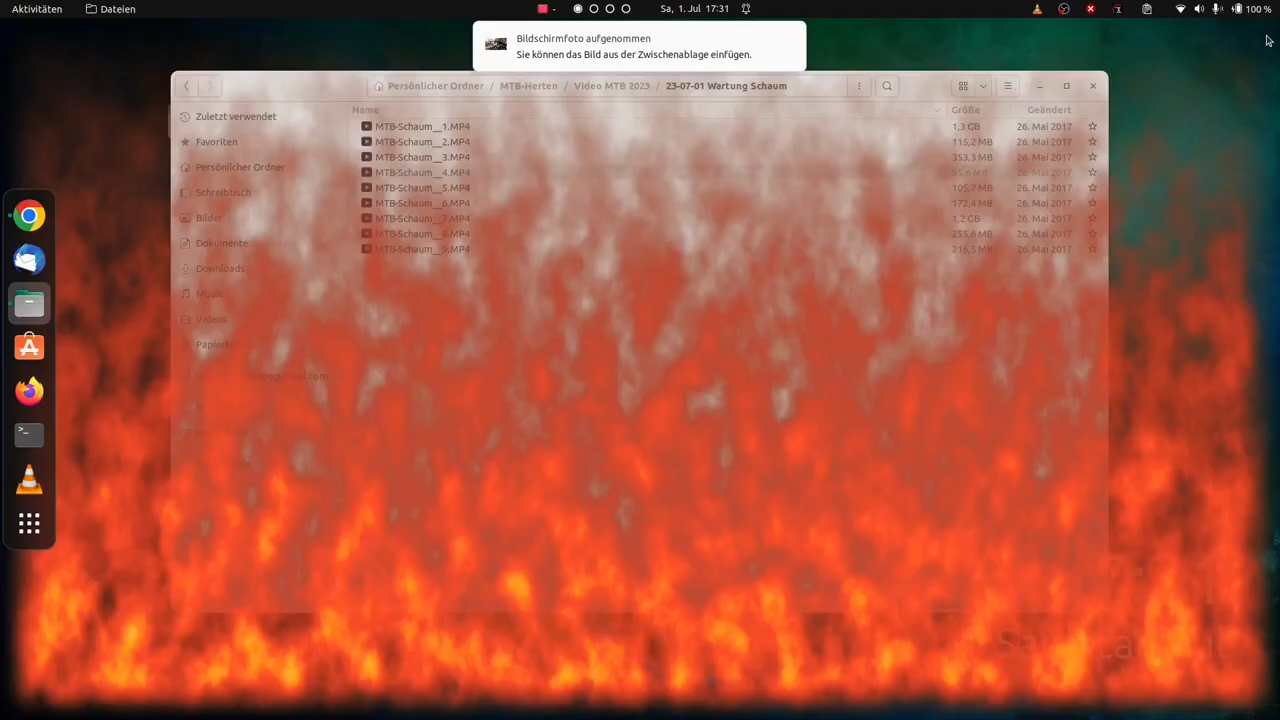 Aktivitäten
Dateien
Sa, 1. Jul 17:31
100 %
Bildschirmfoto aufgenommen
Sie können das Bild aus der Zwischenablage einfügen.
Persönlicher Ordner / MTB-Herten / Video MTB 2023 / 23-07-01 Wartung Schaum
Name Größe Geändert
Zuletzt verwendet
Favoriten
Persönlicher Ordner
Schreibtisch
Bilder
Dokumente
Downloads
Musik
Videos
MTB-Schaum__1.MP4 1,3 GB 26. Mai 2017
MTB-Schaum__2.MP4 115,2 MB 26. Mai 2017
MTB-Schaum__3.MP4 353,3 MB 26. Mai 2017
MTB-Schaum__4.MP4 95,6 MB 26. Mai 2017
MTB-Schaum__5.MP4 105,7 MB 26. Mai 2017
MTB-Schaum__6.MP4 172,4 MB 26. Mai 2017
MTB-Schaum__7.MP4 1,2 GB 26. Mai 2017
MTB-Schaum__8.MP4 255,6 MB 26. Mai 2017
MTB-Schaum__9.MP4 216,5 MB 26. Mai 2017